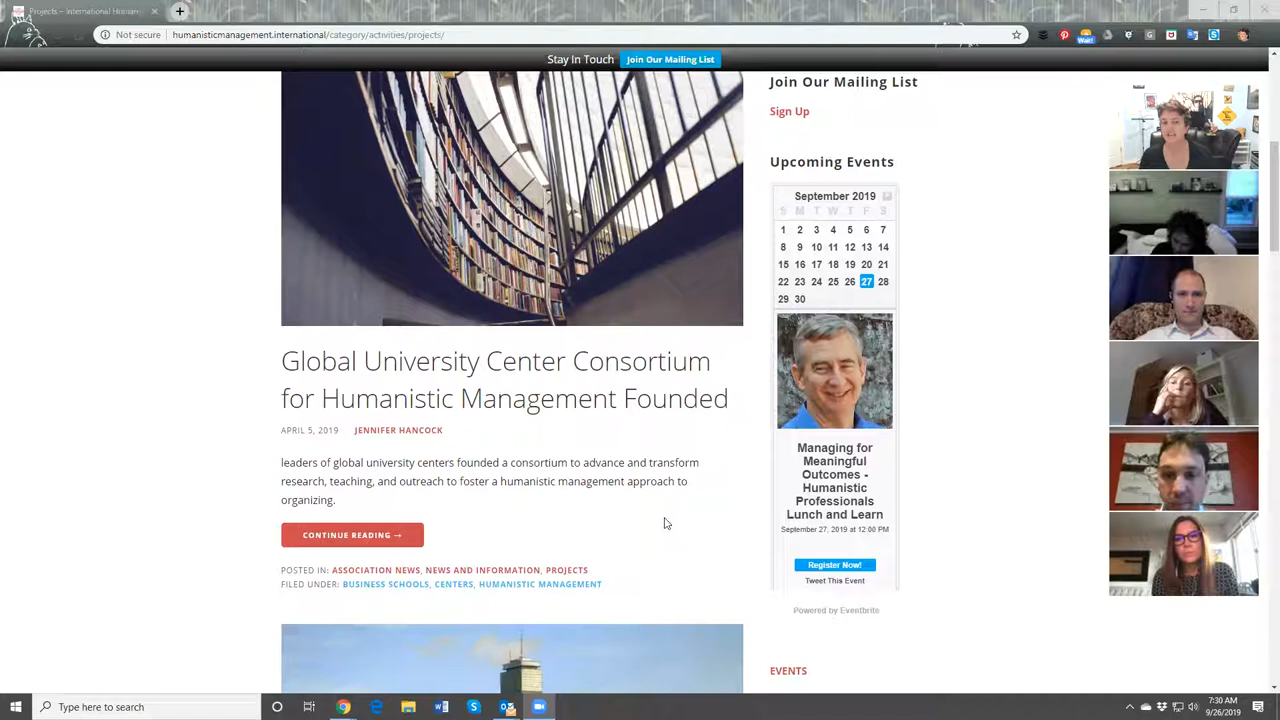 Projects – International Human
Not secure
humanisticmanagement.international/category/activities/projects/
Stay In Touch
Join Our Mailing List
Join Our Mailing List
Sign Up
Upcoming Events
September 2019
S M T W T F S
1 2 3 4 5 6 7
8 9 10 11 12 13 14
15 16 17 18 19 20 21
22 23 24 25 26 27 28
29 30
Global University Center Consortium
for Humanistic Management Founded
APRIL 5, 2019 JENNIFER HANCOCK
leaders of global university centers founded a consortium to advance and transform
research, teaching, and outreach to foster a humanistic management approach to
organizing.
CONTINUE READING →
POSTED IN: ASSOCIATION NEWS, NEWS AND INFORMATION, PROJECTS
FILED UNDER: BUSINESS SCHOOLS, CENTERS, HUMANISTIC MANAGEMENT
Managing for
Meaningful
Outcomes -
Humanistic
Professionals
Lunch and Learn
September 27, 2019 at 12:00 PM
Register Now!
Tweet This Event
Powered by Eventbrite
EVENTS
Type here to search
7:30 AM
9/26/2019